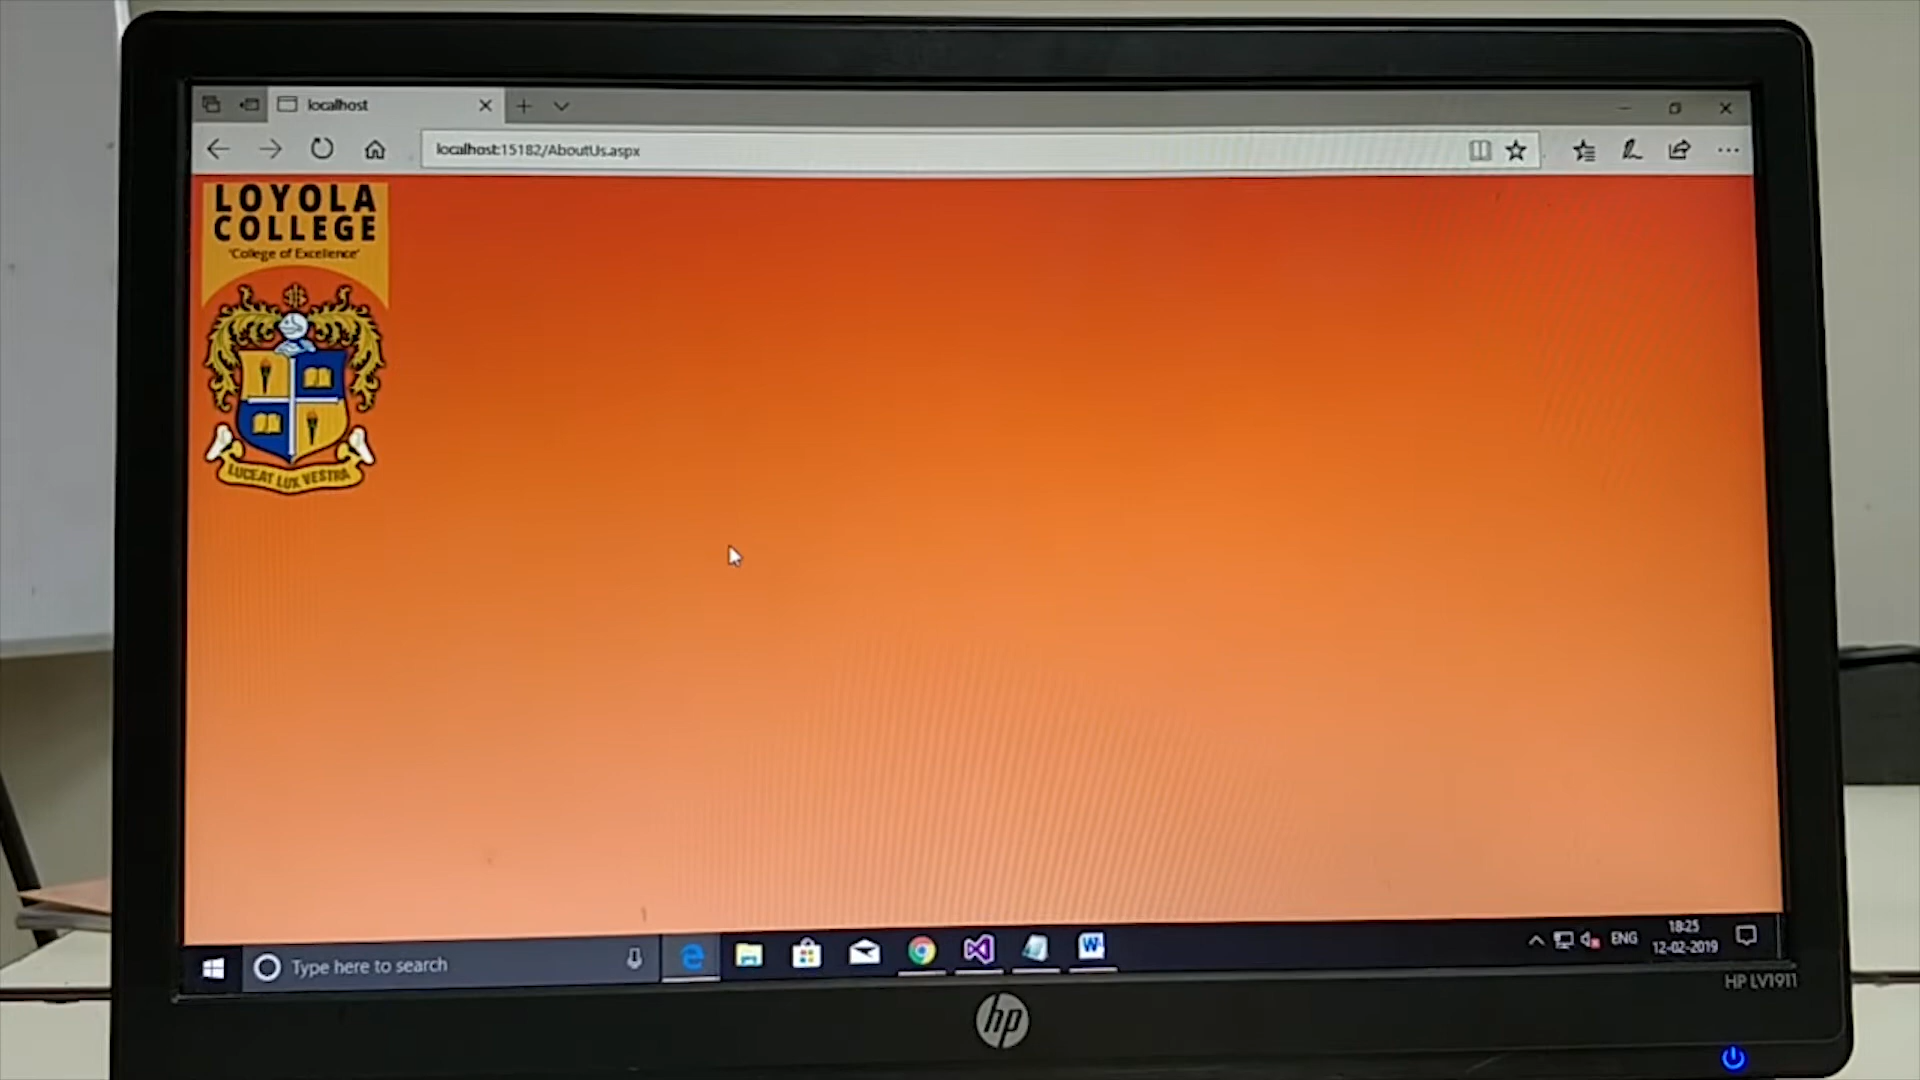 localhost
localhost:15182/AboutUs.aspx
LOYOLA
COLLEGE
'College of Excellence'
LUCEAT LUX VESTRA
Type here to search
W
ENG
18:25
12-02-2019
HP LV1911
hp